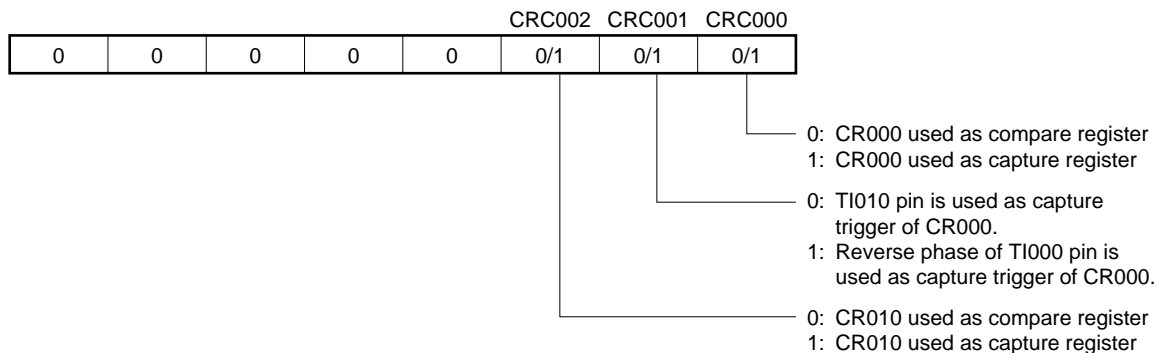 CRC002 CRC001 CRC000
0 0 0 0 0 0/1 0/1 0/1
0: CR000 used as compare register
1: CR000 used as capture register
0: TI010 pin is used as capture
trigger of CR000.
1: Reverse phase of TI000 pin is
used as capture trigger of CR000.
0: CR010 used as compare register
1: CR010 used as capture register